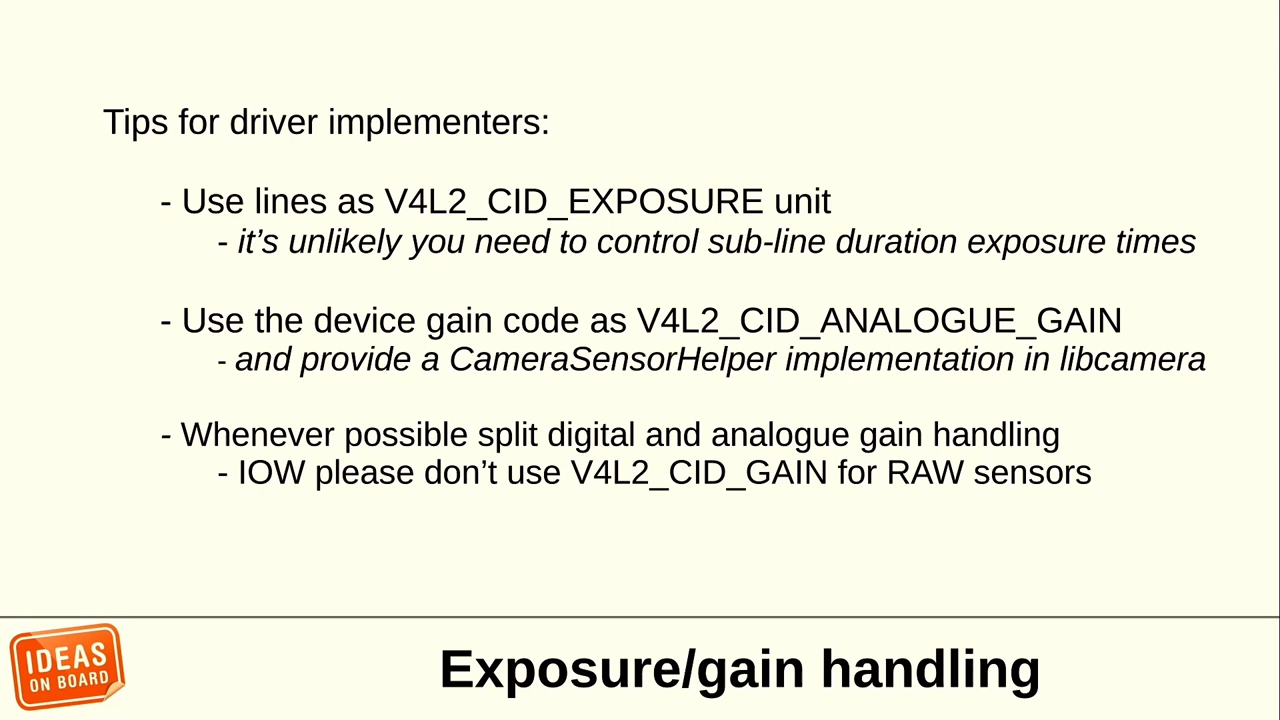 Tips for driver implementers:
- Use lines as V4L2_CID_EXPOSURE unit
- it’s unlikely you need to control sub-line duration exposure times
- Use the device gain code as V4L2_CID_ANALOGUE_GAIN
- and provide a CameraSensorHelper implementation in libcamera
- Whenever possible split digital and analogue gain handling
- IOW please don’t use V4L2_CID_GAIN for RAW sensors
IDEAS
ON BOARD
Exposure/gain handling